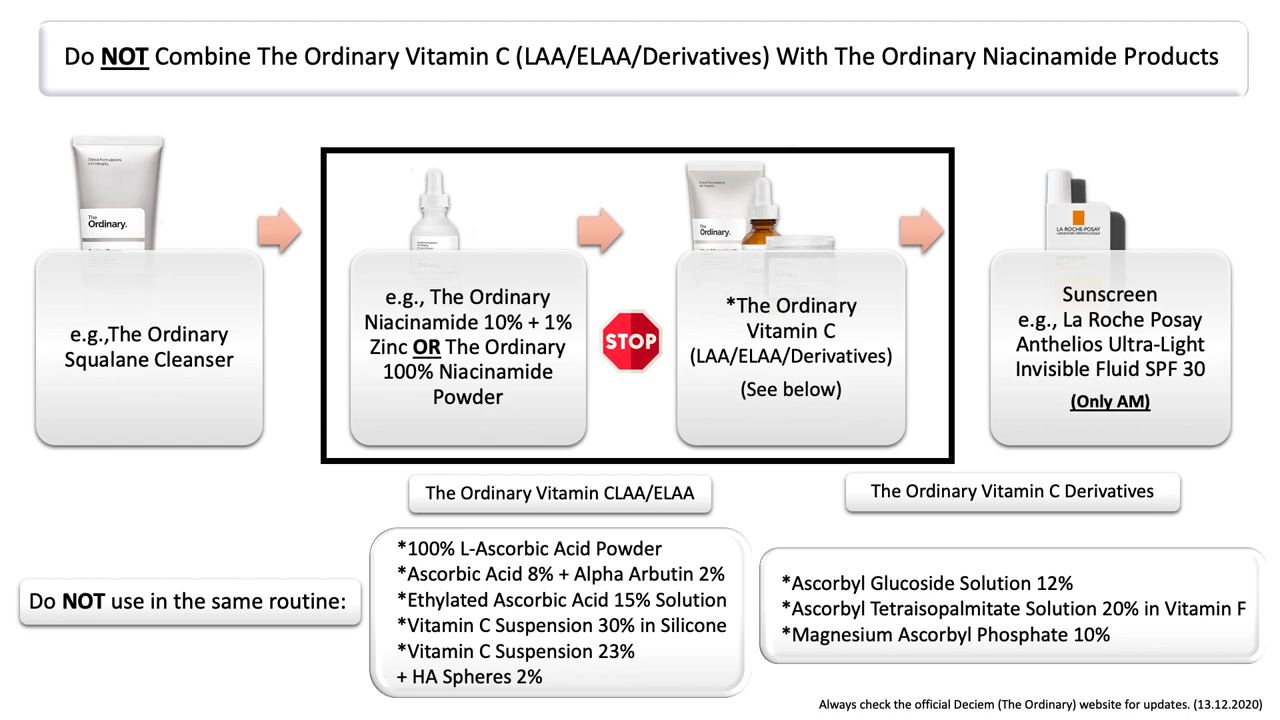 Do NOT Combine The Ordinary Vitamin C (LAA/ELAA/Derivatives) With The Ordinary Niacinamide Products
The
Ordinary.
e.g.,The Ordinary
Squalane Cleanser
e.g., The Ordinary
Niacinamide 10% + 1%
Zinc OR The Ordinary
100% Niacinamide
Powder
STOP
The
Ordinary.
*The Ordinary
Vitamin C
(LAA/ELAA/Derivatives)
(See below)
LA ROCHE-POSAY
Sunscreen
e.g., La Roche Posay
Anthelios Ultra-Light
Invisible Fluid SPF 30
(Only AM)
The Ordinary Vitamin CLAA/ELAA
The Ordinary Vitamin C Derivatives
Do NOT use in the same routine:
*100% L-Ascorbic Acid Powder
*Ascorbic Acid 8% + Alpha Arbutin 2%
*Ethylated Ascorbic Acid 15% Solution
*Vitamin C Suspension 30% in Silicone
*Vitamin C Suspension 23%
+ HA Spheres 2%
*Ascorbyl Glucoside Solution 12%
*Ascorbyl Tetraisopalmitate Solution 20% in Vitamin F
*Magnesium Ascorbyl Phosphate 10%
Always check the official Deciem (The Ordinary) website for updates. (13.12.2020)